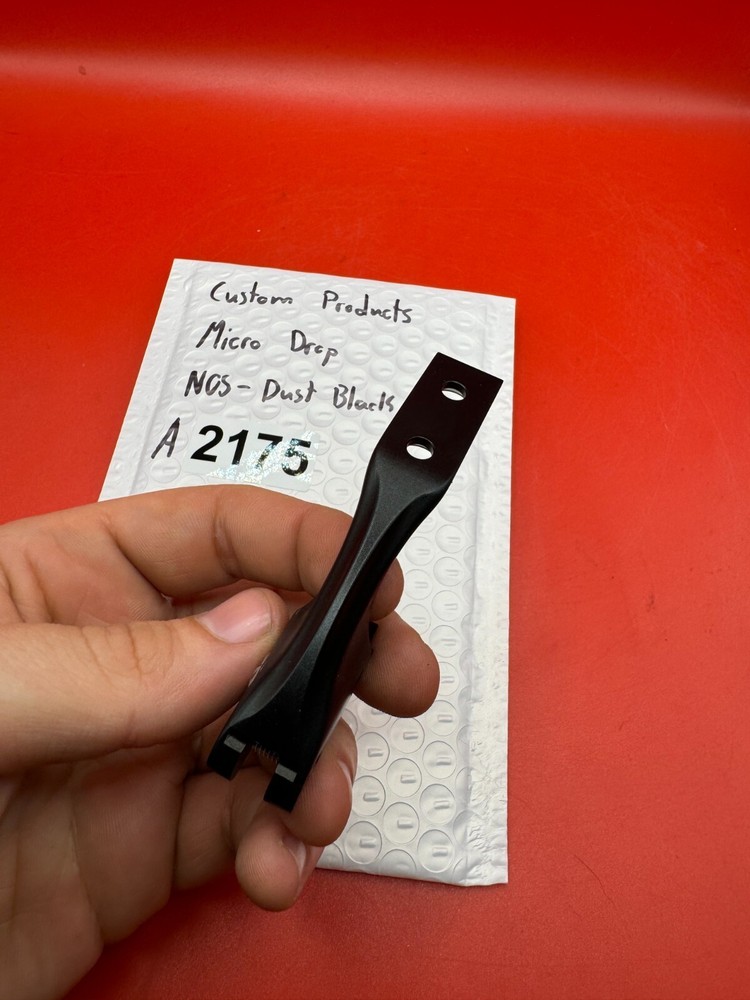 Custom Products
Micro Drop
NOS - Dust Black
A 2175